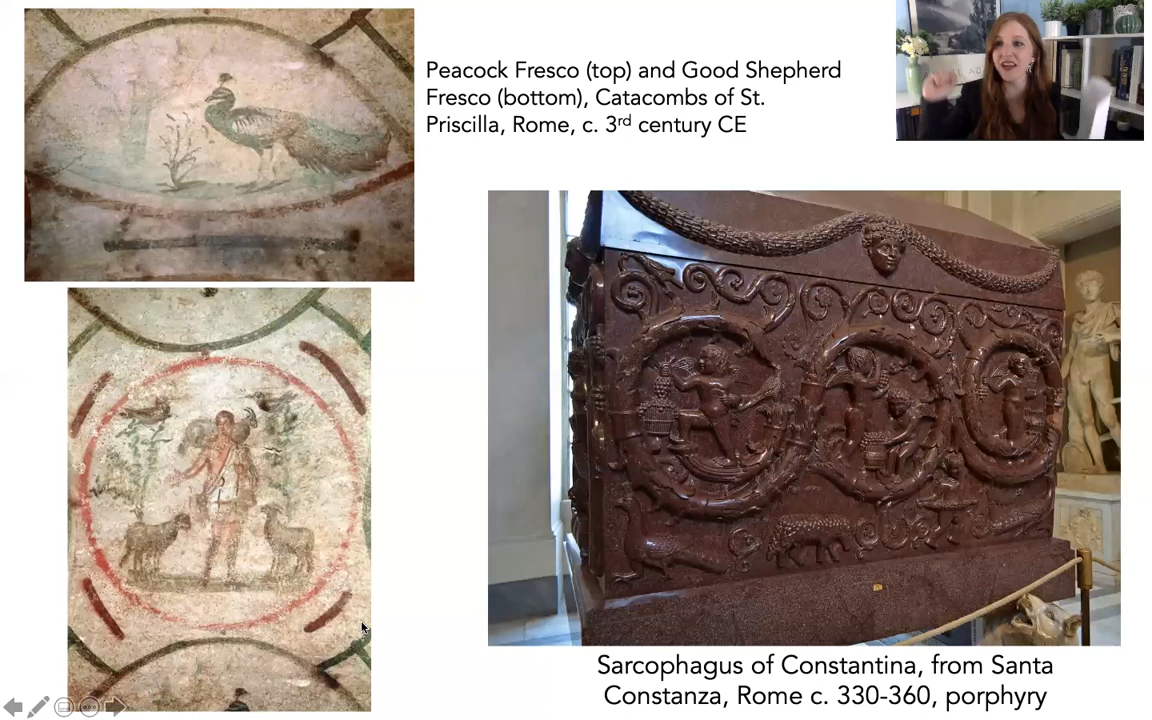 Peacock Fresco (top) and Good Shepherd
Fresco (bottom), Catacombs of St.
Priscilla, Rome, c. 3rd century CE
Sarcophagus of Constantina, from Santa
Constanza, Rome c. 330-360, porphyry